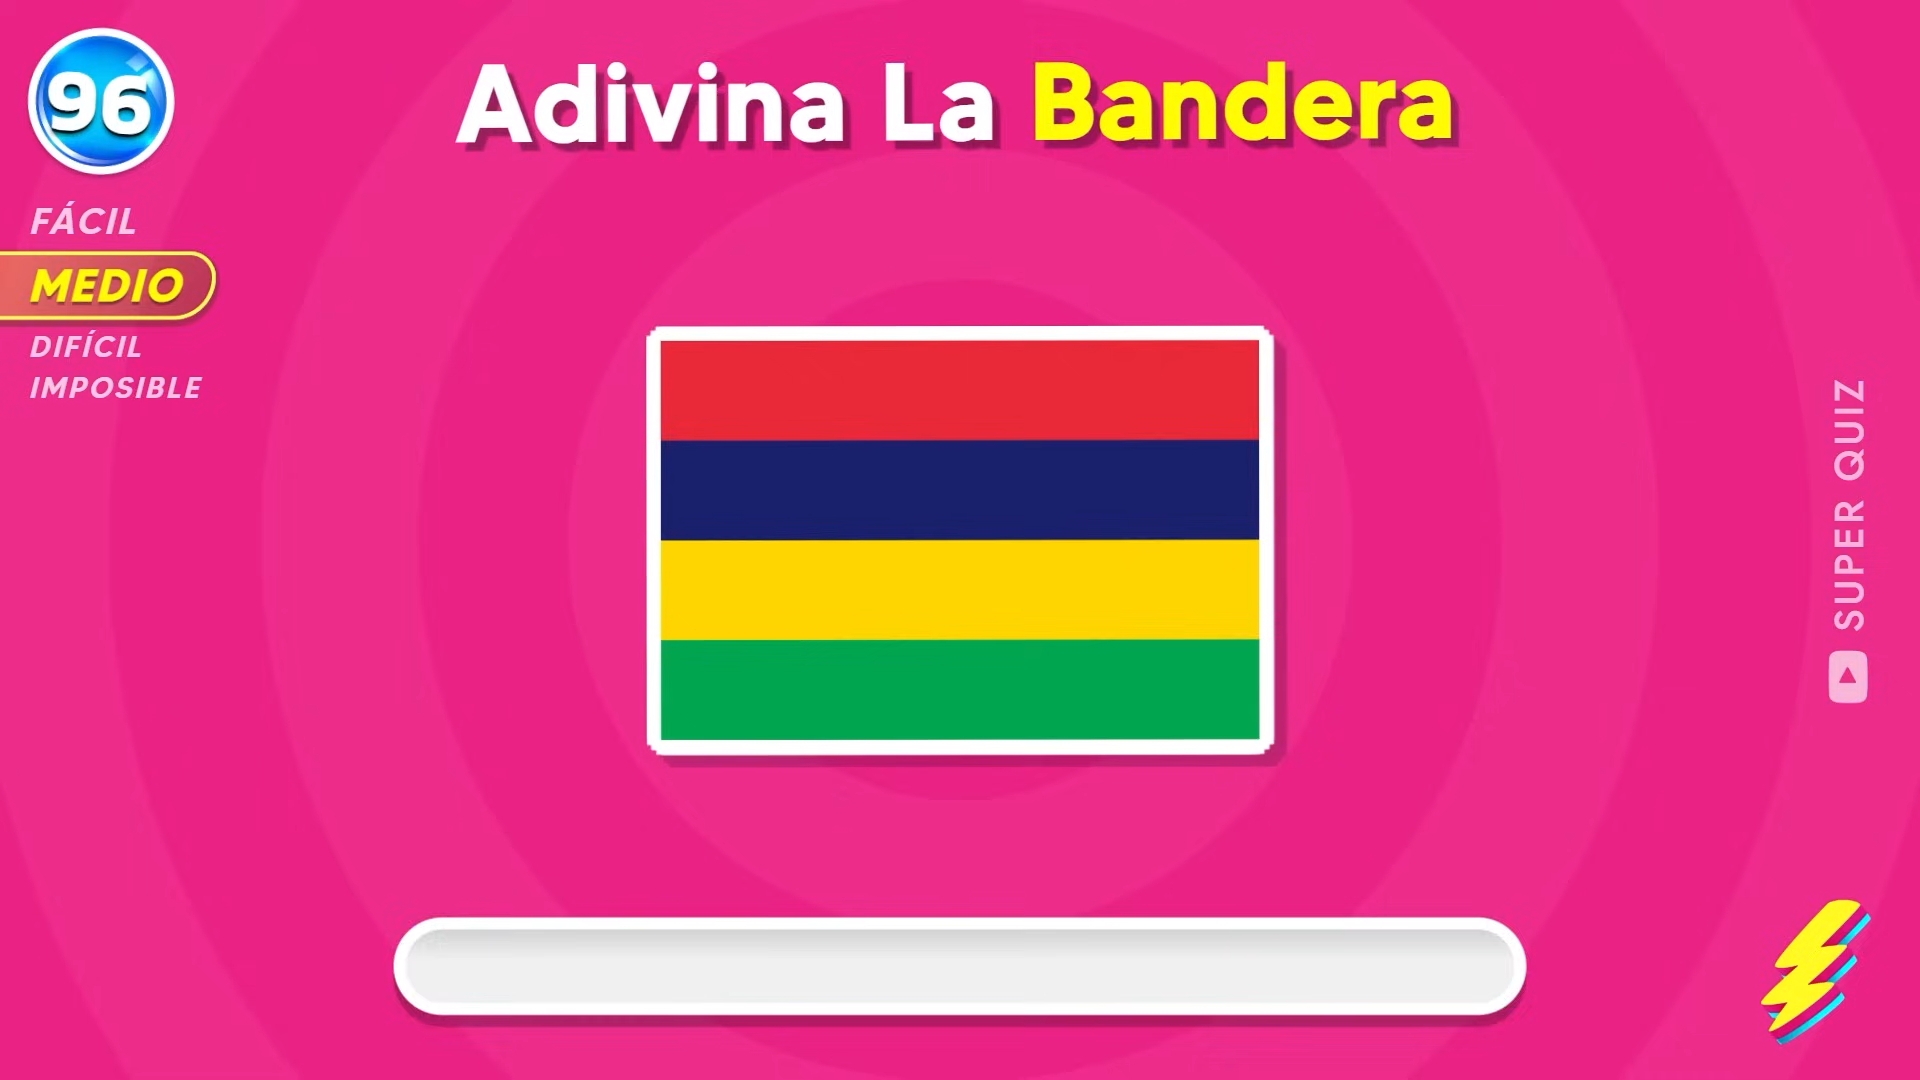 96
Adivina La Bandera
FÁCIL
MEDIO
DIFÍCIL
IMPOSIBLE
SUPER QUIZ